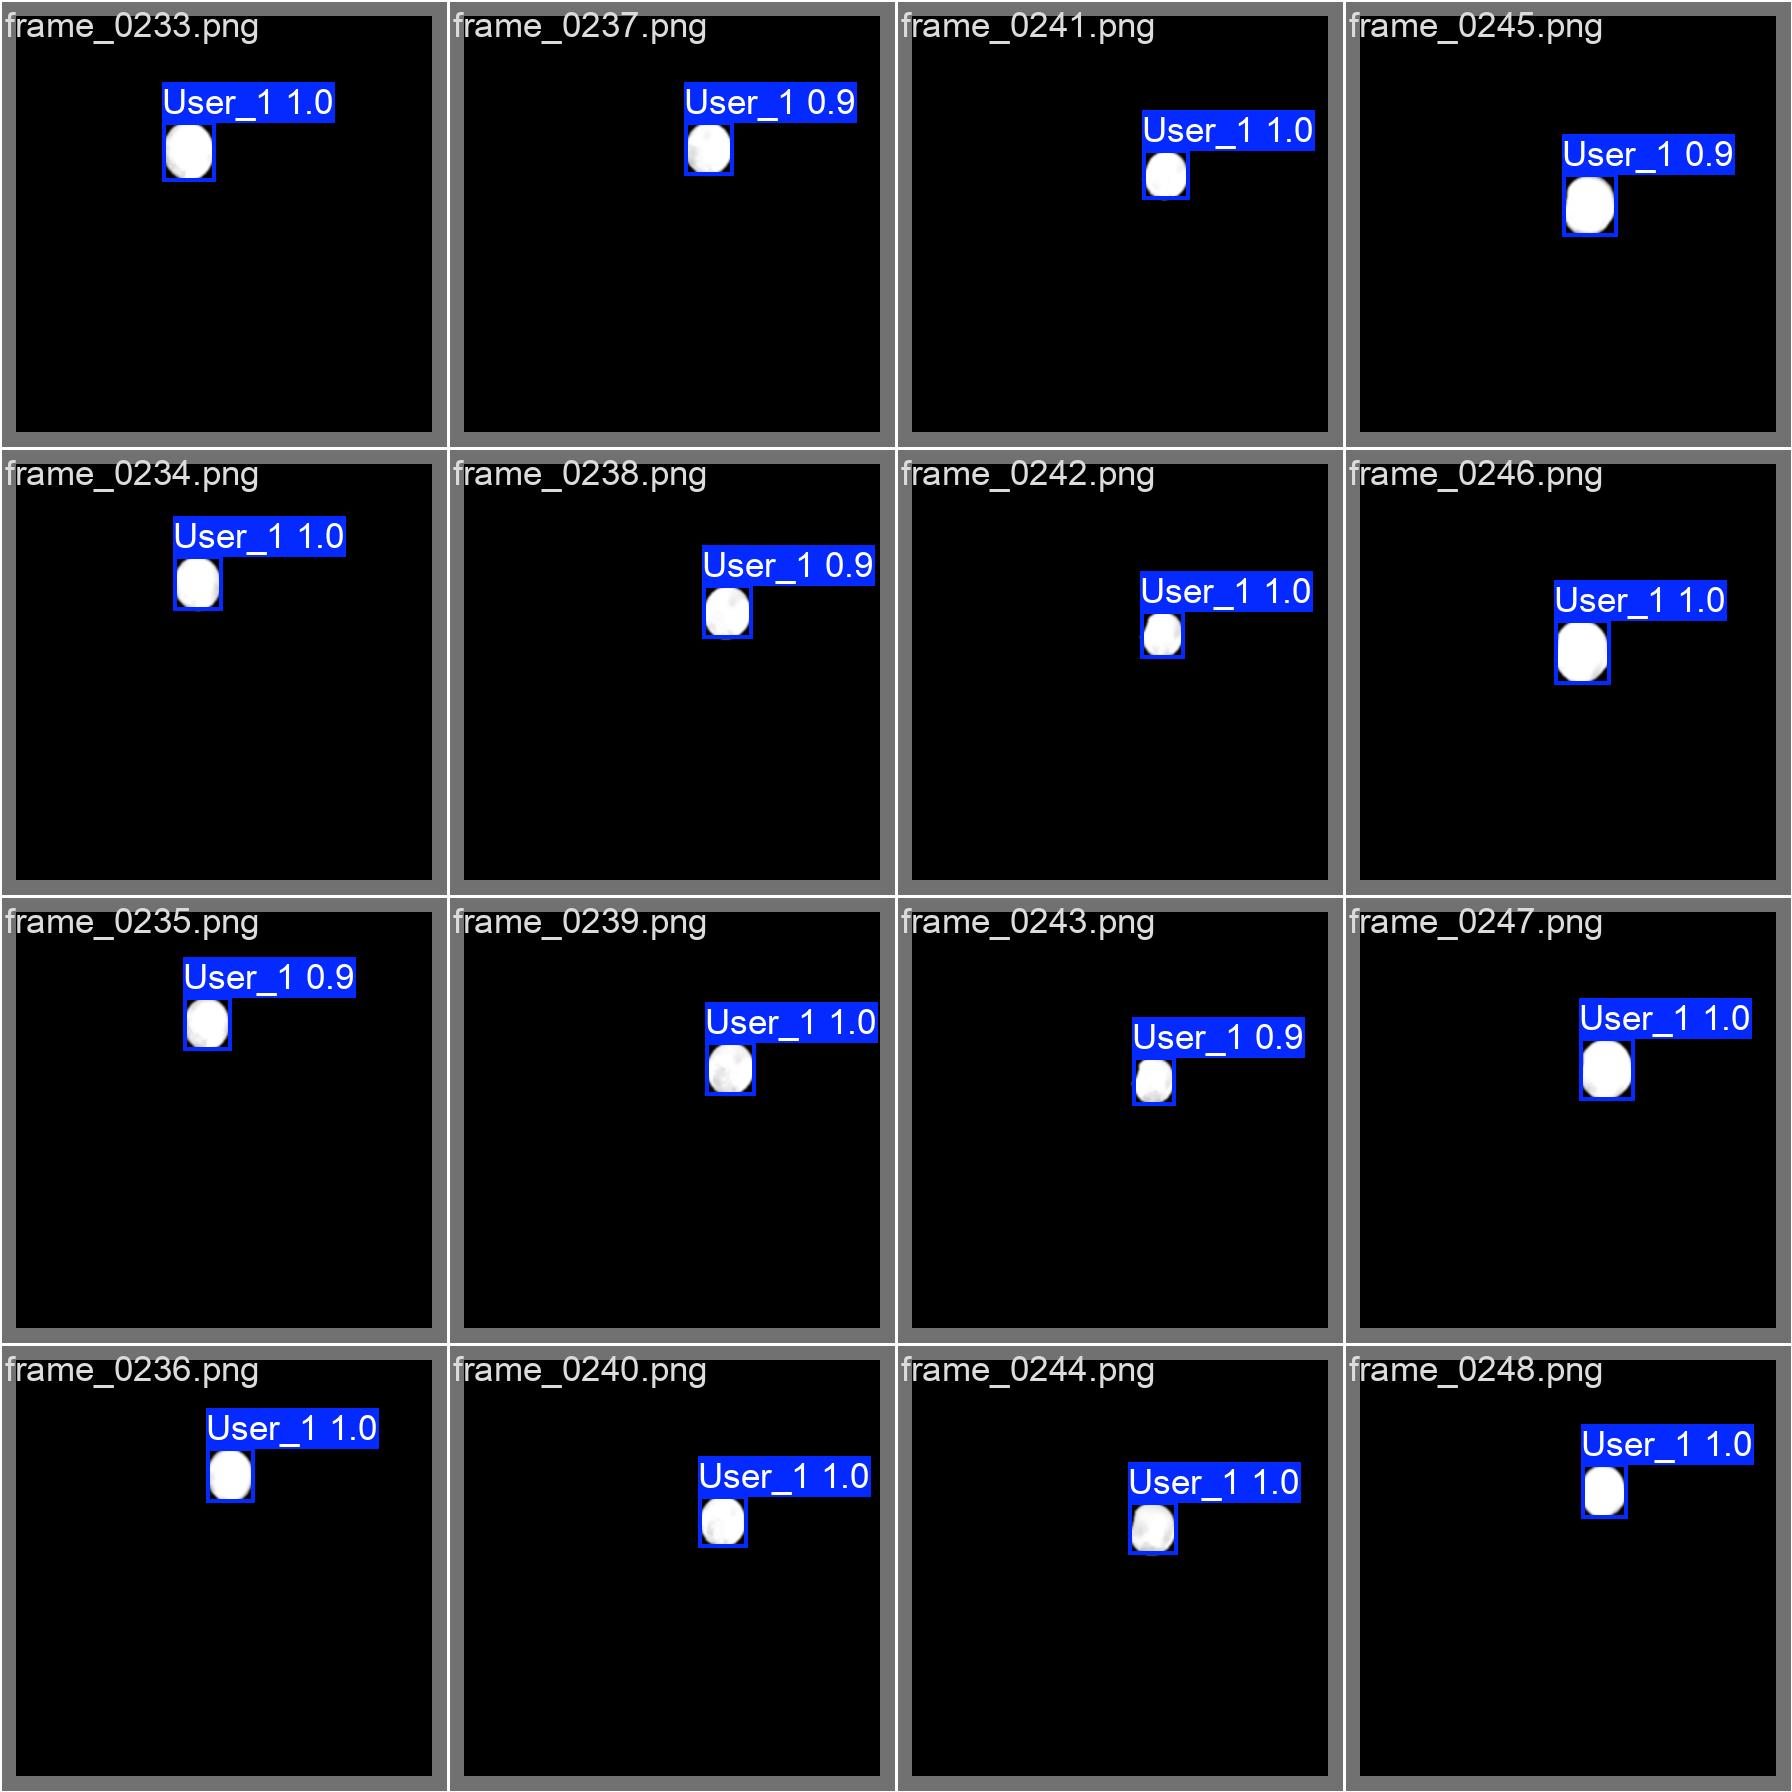 frame_0233.png
User_1 1.0
frame_0237.png
User_1 0.9
frame_0241.png
User_1 1.0
frame_0245.png
User_1 0.9
frame_0234.png
User_1 1.0
frame_0238.png
User_1 0.9
frame_0242.png
User_1 1.0
frame_0246.png
User_1 1.0
frame_0235.png
User_1 0.9
frame_0239.png
User_1 1.0
frame_0243.png
User_1 0.9
frame_0247.png
User_1 1.0
frame_0236.png
User_1 1.0
frame_0240.png
User_1 1.0
frame_0244.png
User_1 1.0
frame_0248.png
User_1 1.0